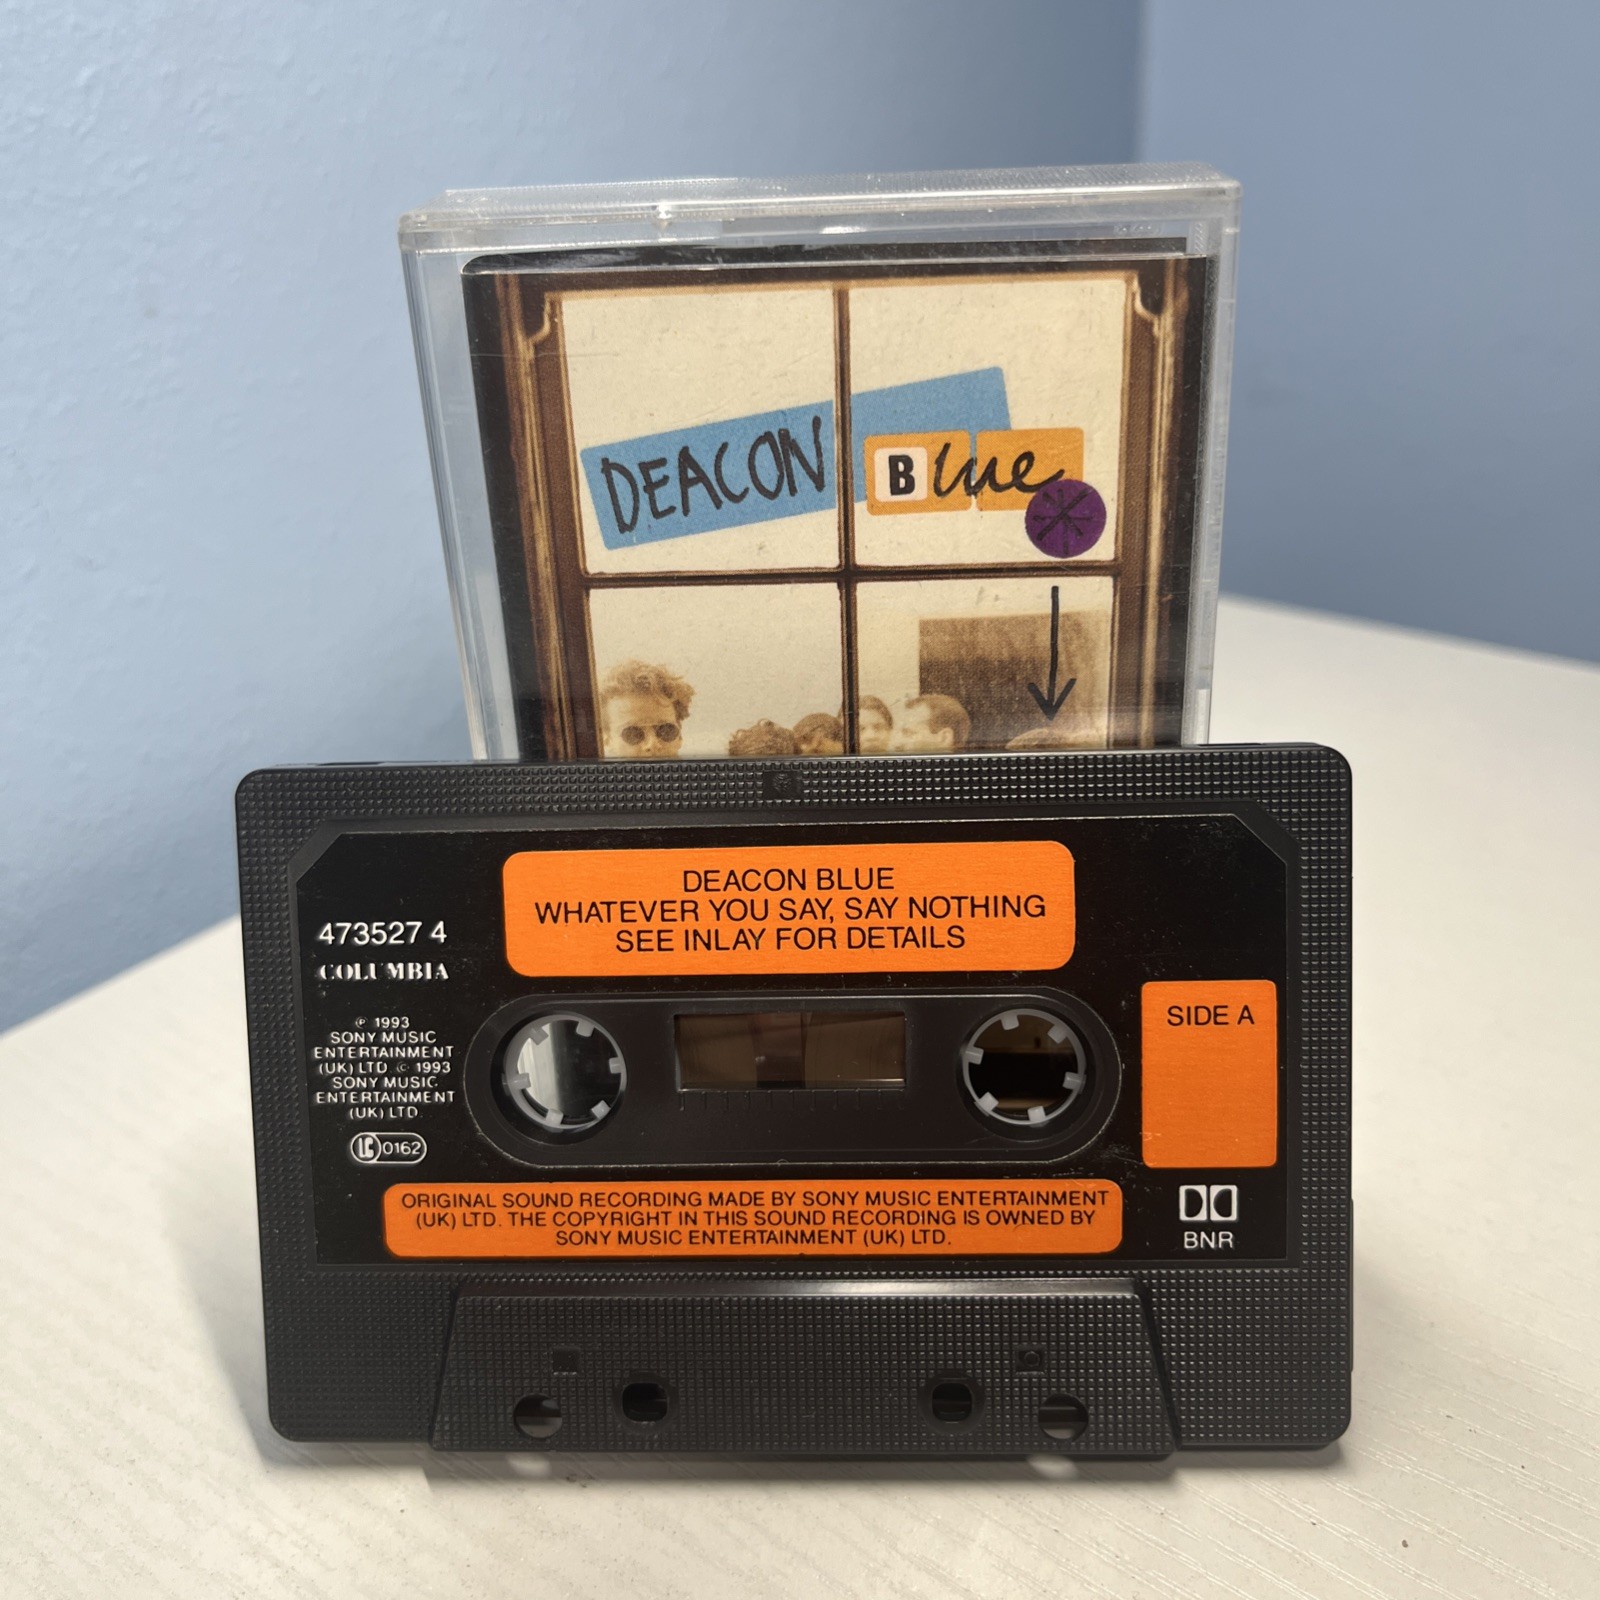 DEACON BLUE
DEACON BLUE
WHATEVER YOU SAY, SAY NOTHING
SEE INLAY FOR DETAILS
473527 4
COLUMBIA
℗ 1993
SONY MUSIC
ENTERTAINMENT
(UK) LTD. © 1993
SONY MUSIC
ENTERTAINMENT
(UK) LTD.
LC 0162
SIDE A
ORIGINAL SOUND RECORDING MADE BY SONY MUSIC ENTERTAINMENT
(UK) LTD. THE COPYRIGHT IN THIS SOUND RECORDING IS OWNED BY
SONY MUSIC ENTERTAINMENT (UK) LTD.
BNR